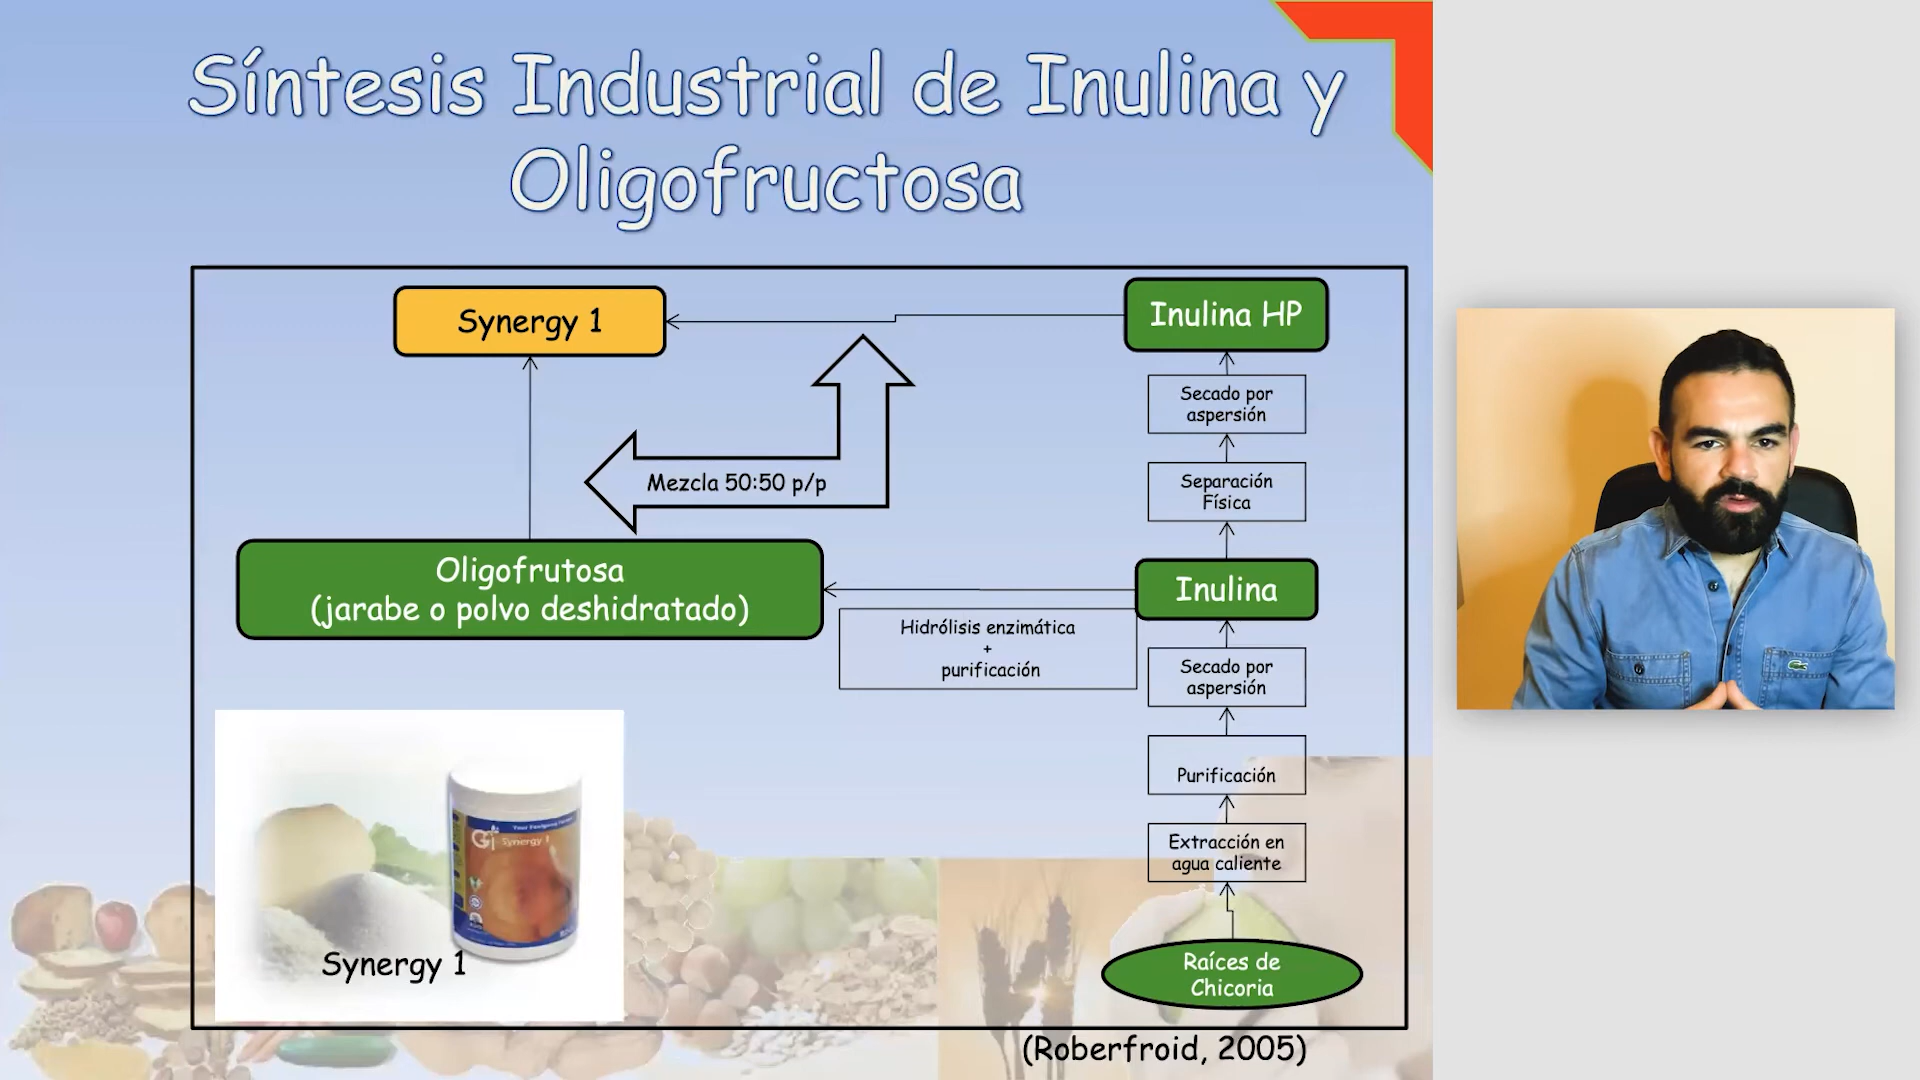 Síntesis Industrial de Inulina y
Oligofructosa
Synergy 1
Inulina HP
Secado por
aspersión
Mezcla 50:50 p/p
Separación
Física
Oligofrutosa
(jarabe o polvo deshidratado)
Inulina
Hidrólisis enzimática
+
purificación
Secado por
aspersión
Purificación
Extracción en
agua caliente
Synergy 1
Synergy 1
Raíces de
Chicoria
(Roberfroid, 2005)